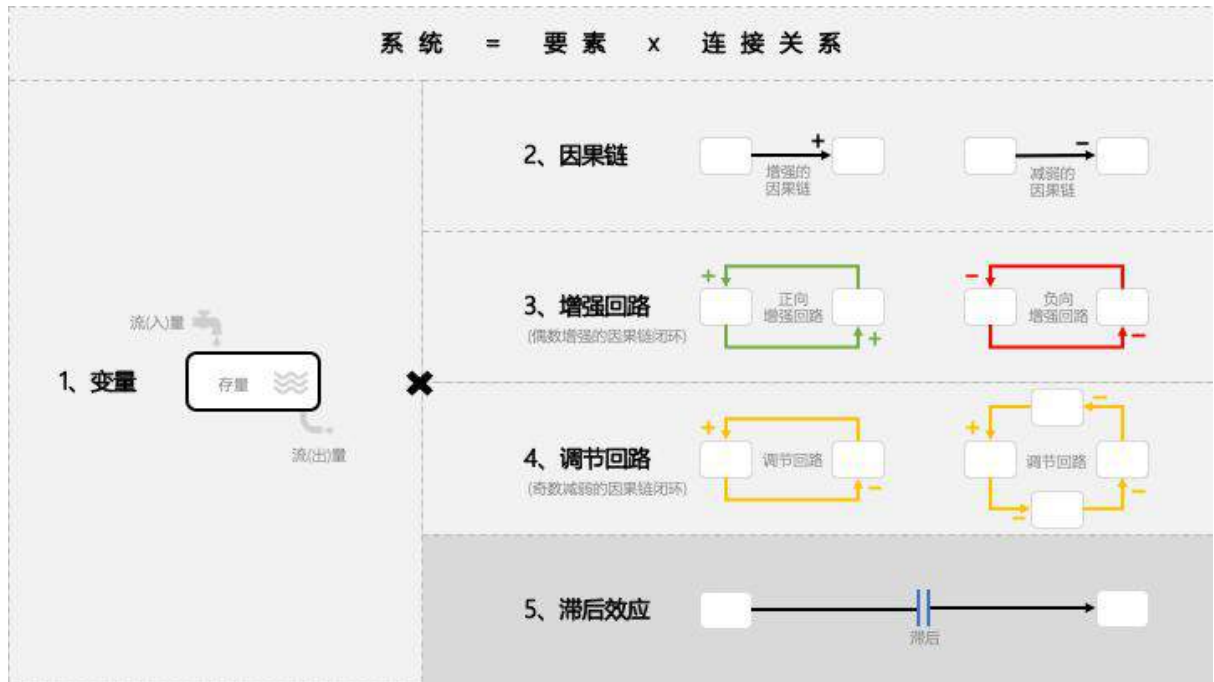 系统 = 要素 x 连接关系
1、变量
流(入)量
存量
流(出)量
2、因果链
+
增强的
因果链
-
减弱的
因果链
3、增强回路
(偶数增强的因果链闭环)
+
正向
增强回路
+
-
负向
增强回路
-
4、调节回路
(奇数减弱的因果链闭环)
+
调节回路
-
-
+
调节回路
-
-
5、滞后效应
滞后